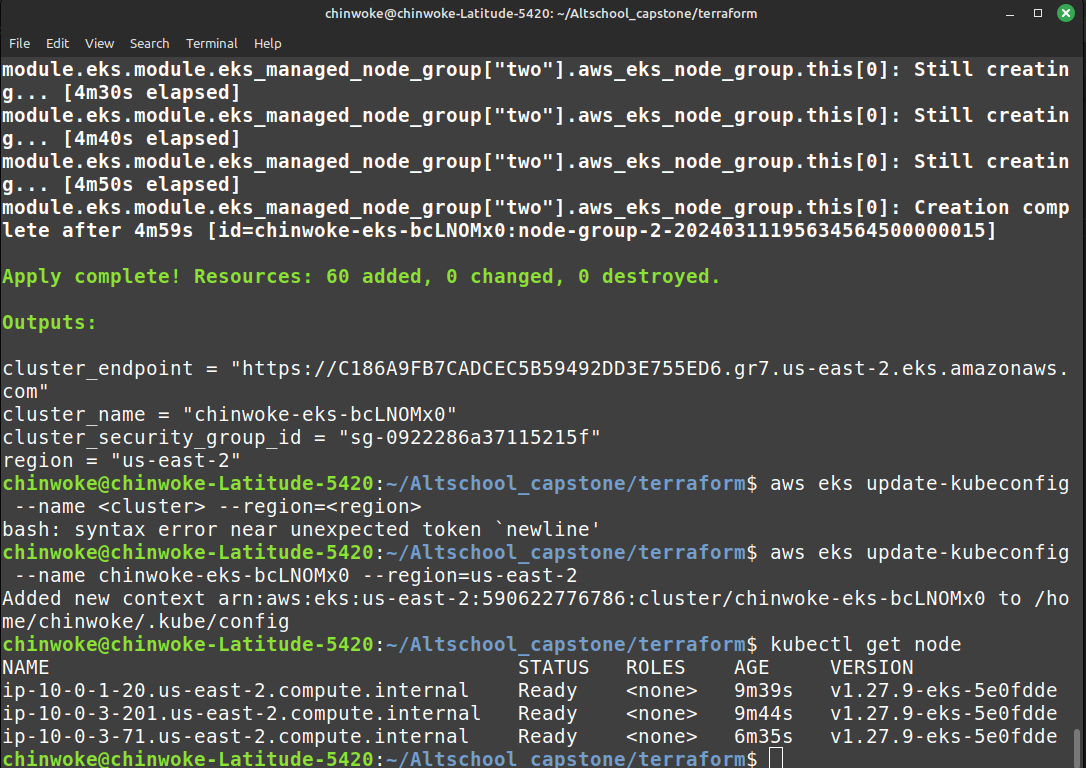 chinwoke@chinwoke-Latitude-5420: ~/Altschool_capstone/terraform
File Edit View Search Terminal Help
module.eks.module.eks_managed_node_group["two"].aws_eks_node_group.this[0]: Still creatin
g... [4m30s elapsed]
module.eks.module.eks_managed_node_group["two"].aws_eks_node_group.this[0]: Still creatin
g... [4m40s elapsed]
module.eks.module.eks_managed_node_group["two"].aws_eks_node_group.this[0]: Still creatin
g... [4m50s elapsed]
module.eks.module.eks_managed_node_group["two"].aws_eks_node_group.this[0]: Creation comp
lete after 4m59s [id=chinwoke-eks-bcLNOMx0:node-group-2-20240311195634564500000015]
Apply complete! Resources: 60 added, 0 changed, 0 destroyed.
Outputs:
cluster_endpoint = "https://C186A9FB7CADCEC5B59492DD3E755ED6.gr7.us-east-2.eks.amazonaws.
com"
cluster_name = "chinwoke-eks-bcLNOMx0"
cluster_security_group_id = "sg-0922286a37115215f"
region = "us-east-2"
chinwoke@chinwoke-Latitude-5420:~/Altschool_capstone/terraform$ aws eks update-kubeconfig
 --name <cluster> --region=<region>
bash: syntax error near unexpected token `newline'
chinwoke@chinwoke-Latitude-5420:~/Altschool_capstone/terraform$ aws eks update-kubeconfig
 --name chinwoke-eks-bcLNOMx0 --region=us-east-2
Added new context arn:aws:eks:us-east-2:590622776786:cluster/chinwoke-eks-bcLNOMx0 to /ho
me/chinwoke/.kube/config
chinwoke@chinwoke-Latitude-5420:~/Altschool_capstone/terraform$ kubectl get node
NAME STATUS ROLES AGE VERSION
ip-10-0-1-20.us-east-2.compute.internal Ready <none> 9m39s v1.27.9-eks-5e0fdde
ip-10-0-3-201.us-east-2.compute.internal Ready <none> 9m44s v1.27.9-eks-5e0fdde
ip-10-0-3-71.us-east-2.compute.internal Ready <none> 6m35s v1.27.9-eks-5e0fdde
chinwoke@chinwoke-Latitude-5420:~/Altschool_capstone/terraform$